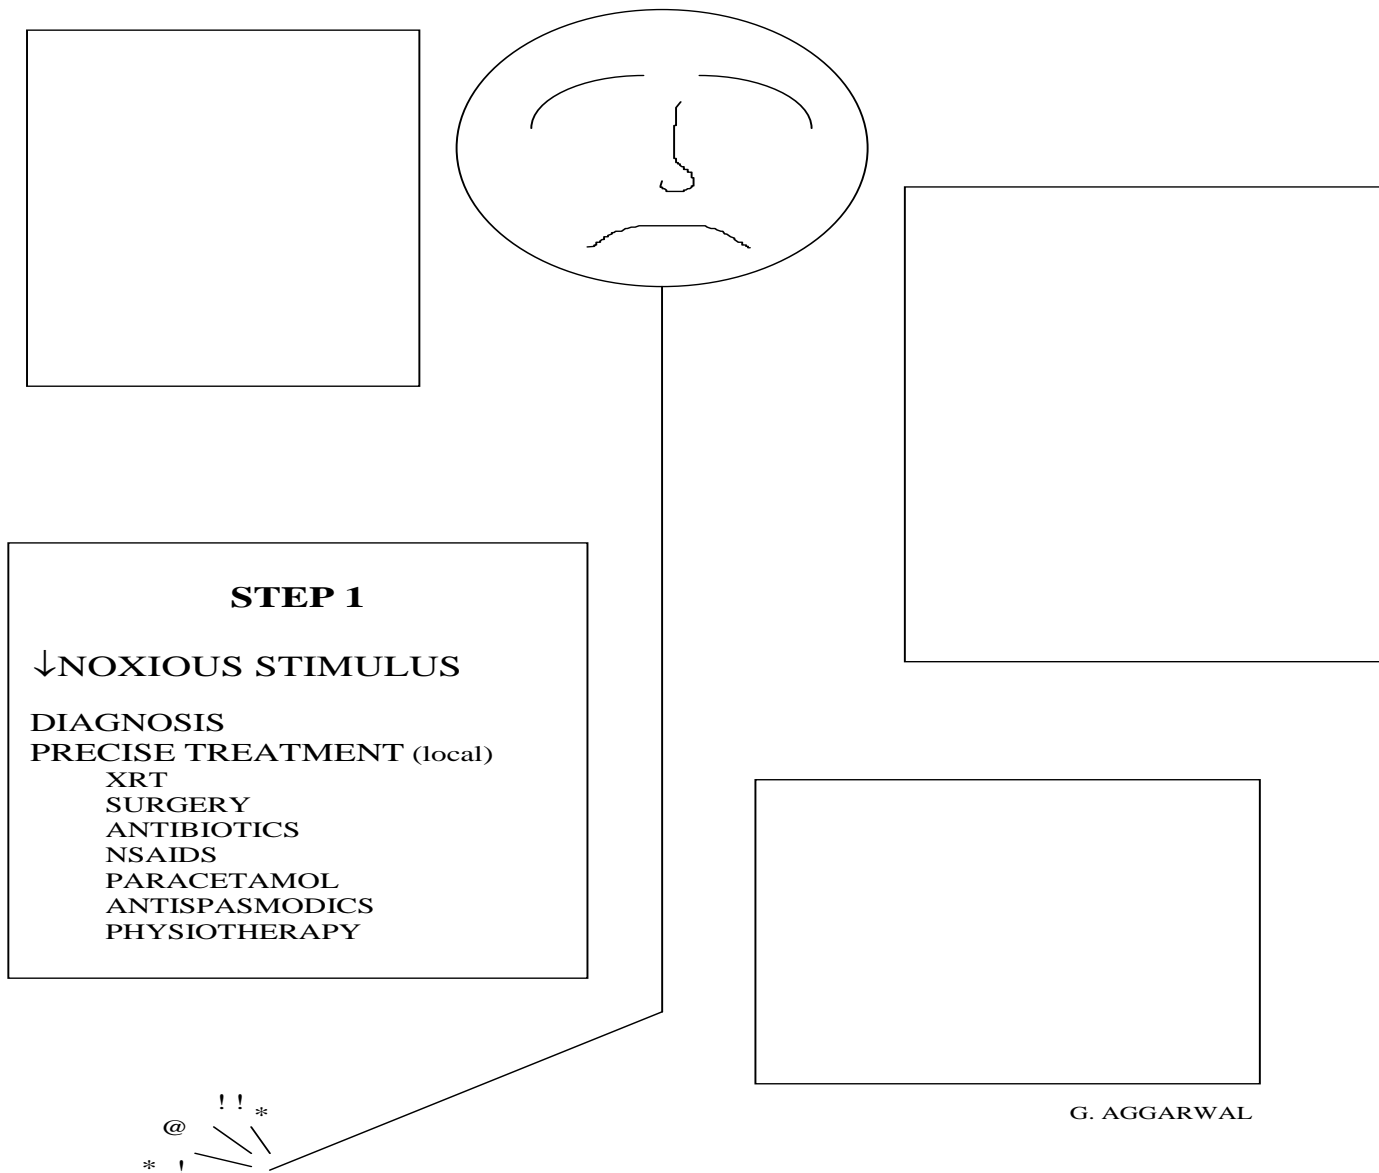 STEP 1
↓NOXIOUS STIMULUS
DIAGNOSIS
PRECISE TREATMENT (local)
XRT
SURGERY
ANTIBIOTICS
NSAIDS
PARACETAMOL
ANTISPASMODICS
PHYSIOTHERAPY
! ! *
@
* !
G. AGGARWAL